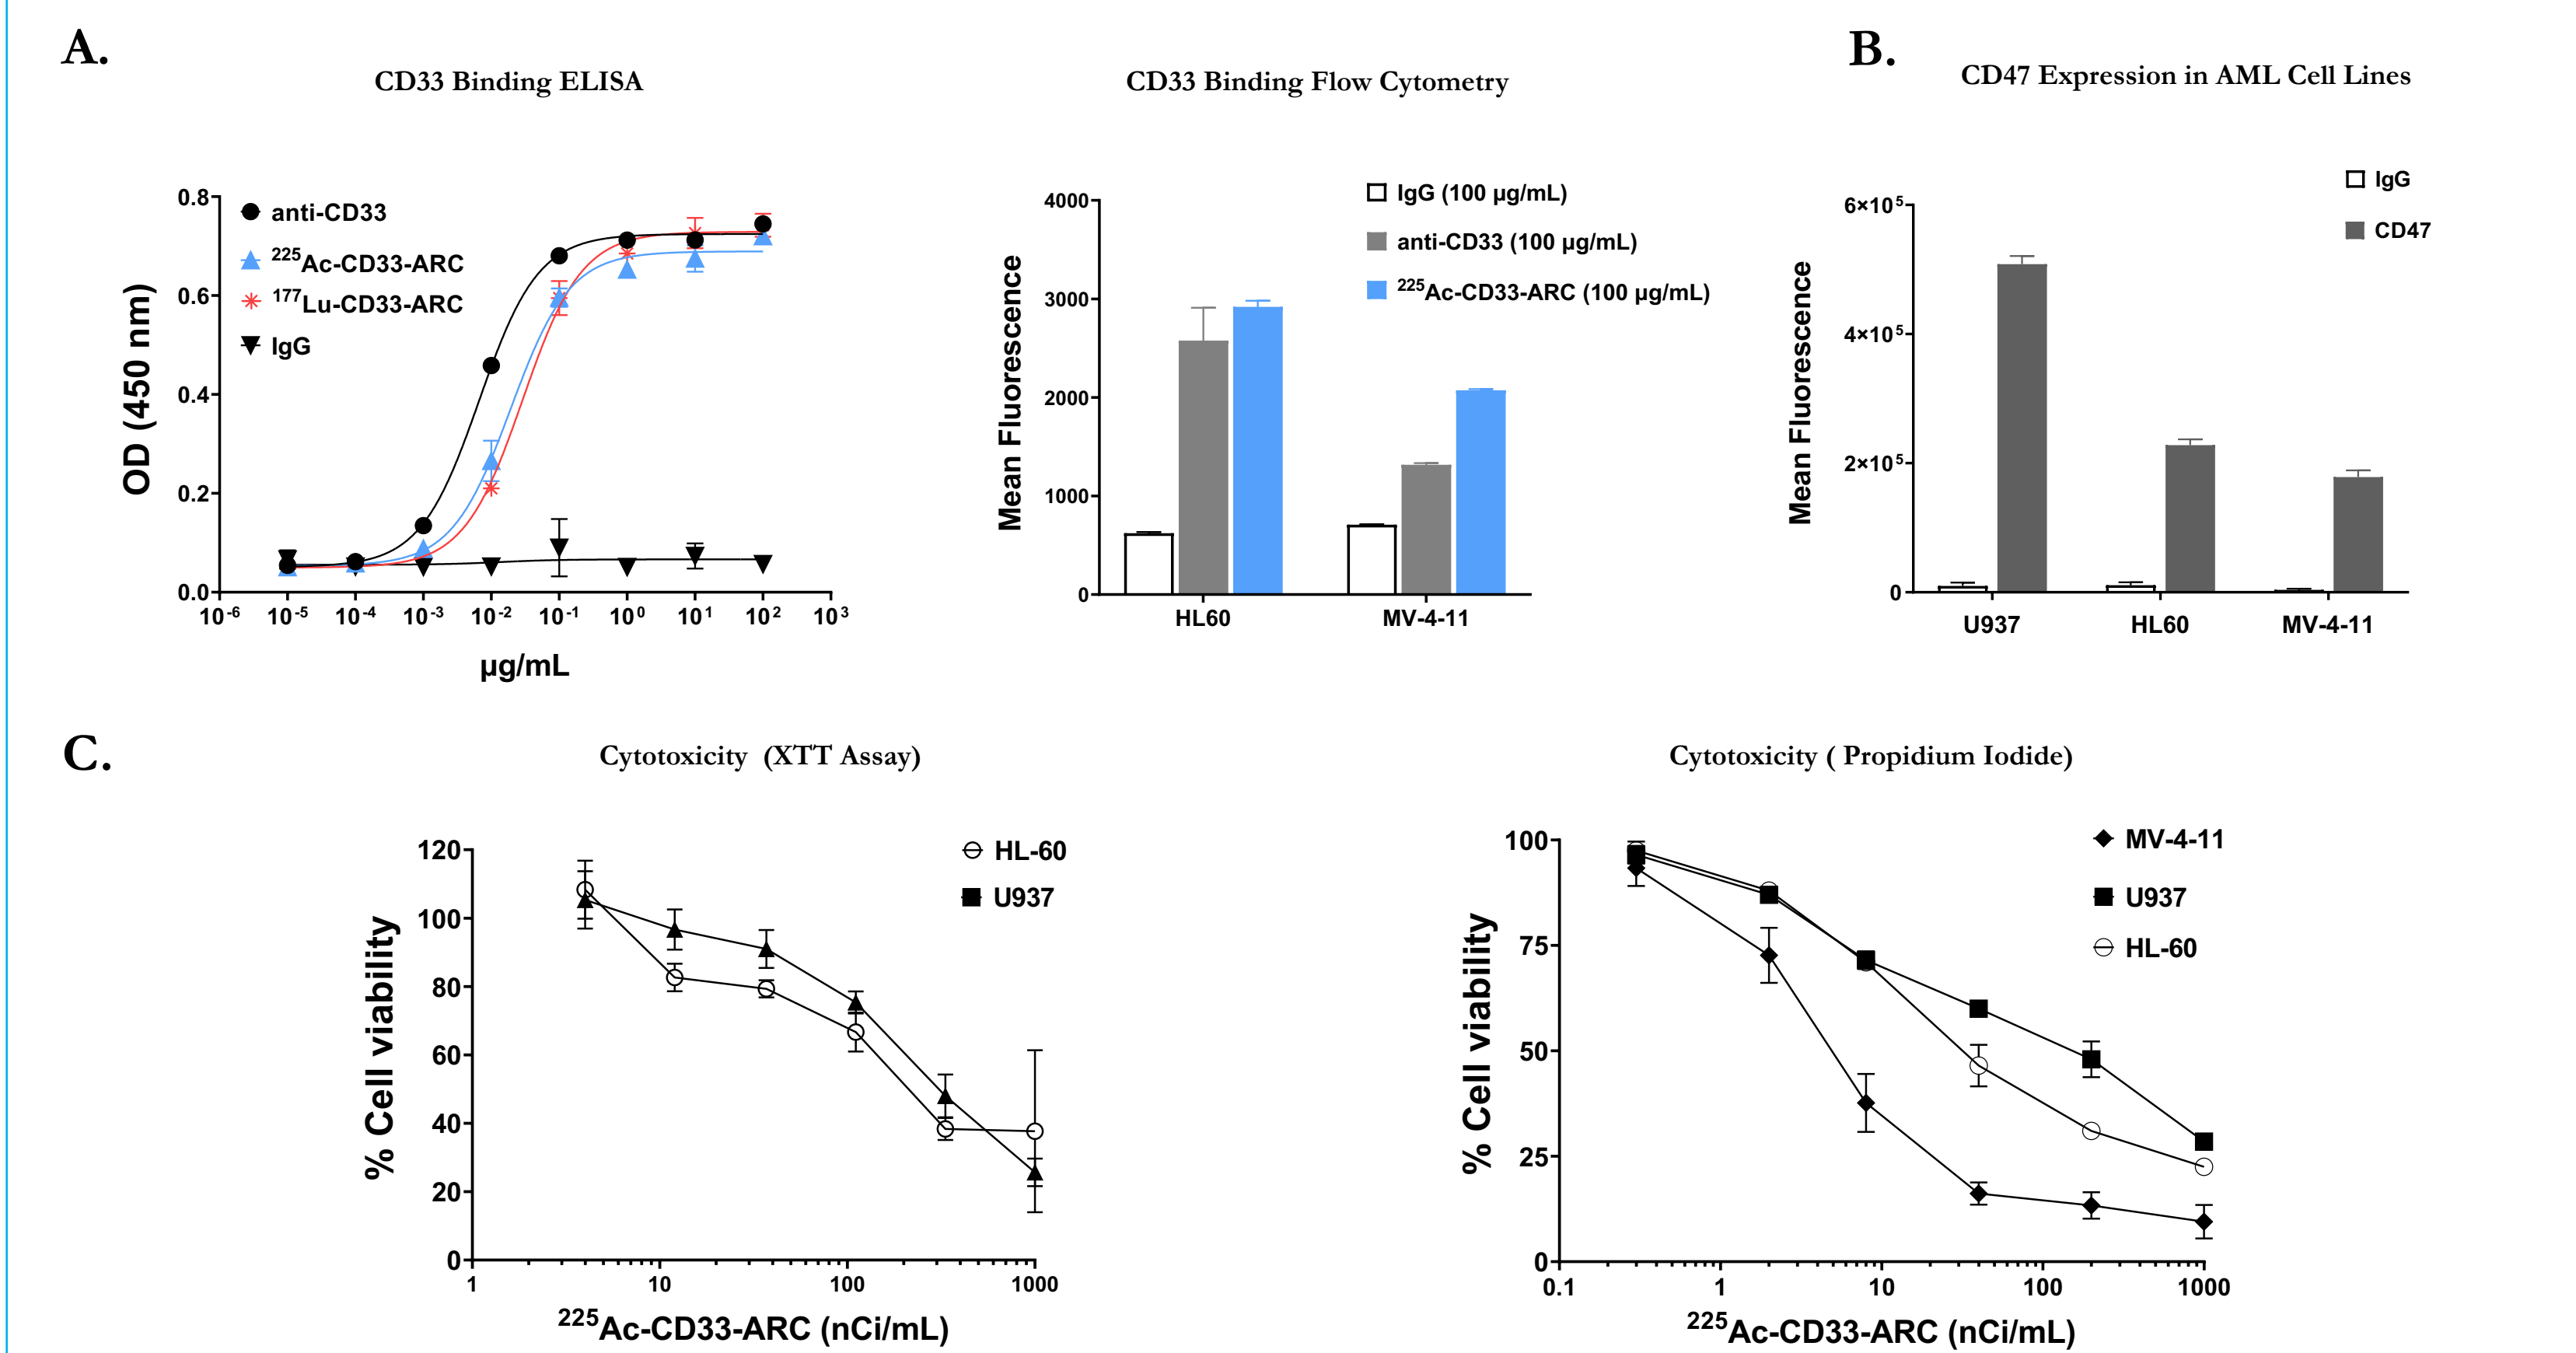 A.
CD33 Binding ELISA
0.8
0.6
0.4
0.2
0.0
OD (450 nm)
anti-CD33
²²⁵Ac-CD33-ARC
¹⁷⁷Lu-CD33-ARC
IgG
10⁻⁶ 10⁻⁵ 10⁻⁴ 10⁻³ 10⁻² 10⁻¹ 10⁰ 10¹ 10² 10³
µg/mL
CD33 Binding Flow Cytometry
4000
3000
2000
1000
0
Mean Fluorescence
IgG (100 µg/mL)
anti-CD33 (100 µg/mL)
²²⁵Ac-CD33-ARC (100 µg/mL)
HL60 MV-4-11
B.
CD47 Expression in AML Cell Lines
6×10⁵
4×10⁵
2×10⁵
0
Mean Fluorescence
IgG
CD47
U937 HL60 MV-4-11
C.
Cytotoxicity (XTT Assay)
120
100
80
60
40
20
0
% Cell viability
HL-60
U937
1 10 100 1000
²²⁵Ac-CD33-ARC (nCi/mL)
Cytotoxicity ( Propidium Iodide)
100
75
50
25
0
% Cell viability
MV-4-11
U937
HL-60
0.1 1 10 100 1000
²²⁵Ac-CD33-ARC (nCi/mL)